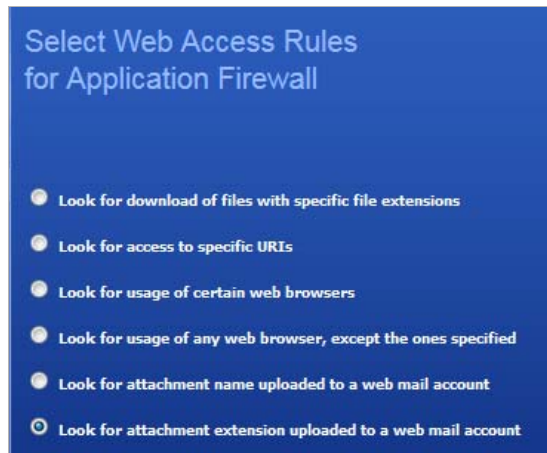 Select Web Access Rules
for Application Firewall
Look for download of files with specific file extensions
Look for access to specific URIs
Look for usage of certain web browsers
Look for usage of any web browser, except the ones specified
Look for attachment name uploaded to a web mail account
Look for attachment extension uploaded to a web mail account